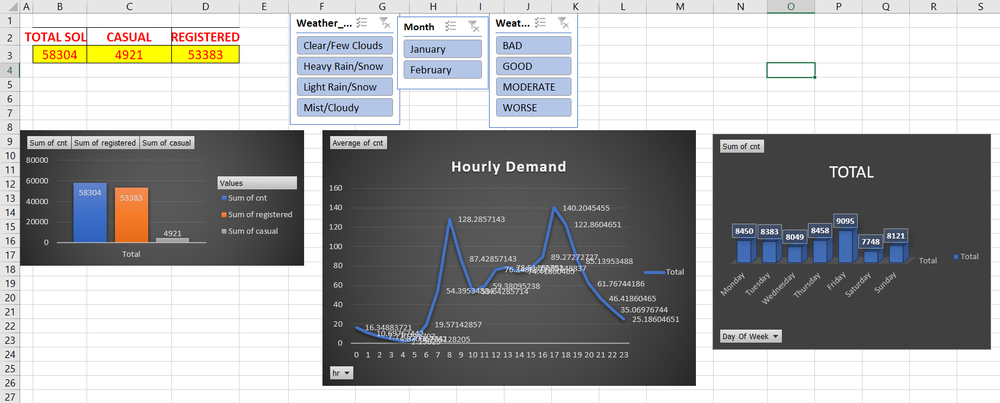 A B C D E F G H I J K L M N O P Q R S
1
2
3
4
5
6
7
8
9
10
11
12
13
14
15
16
17
18
19
20
21
22
23
24
25
26
27
TOTAL SOL CASUAL REGISTERED
58304 4921 53383
Weather_...
Clear/Few Clouds
Heavy Rain/Snow
Light Rain/Snow
Mist/Cloudy
Month
January
February
Weat...
BAD
GOOD
MODERATE
WORSE
Sum of cnt Sum of registered Sum of casual
80000
60000
40000
20000
0
58304
53383
4921
Total
Values
Sum of cnt
Sum of registered
Sum of casual
Average of cnt
Hourly Demand
160
140
120
100
80
60
40
20
0
16.34883721
10.69767442
19.57142857
128.2857143
87.42857143
59.38095238
140.2045455
122.8604651
89.27272727
85.13953488
61.76744186
46.41860465
35.06976744
25.18604651
0 1 2 3 4 5 6 7 8 9 10 11 12 13 14 15 16 17 18 19 20 21 22 23
Total
hr
Sum of cnt
TOTAL
8450
8383
8049
8458
9095
7748
8121
Monday
Tuesday
Wednesday
Thursday
Friday
Saturday
Sunday
Total
Total
Day Of Week